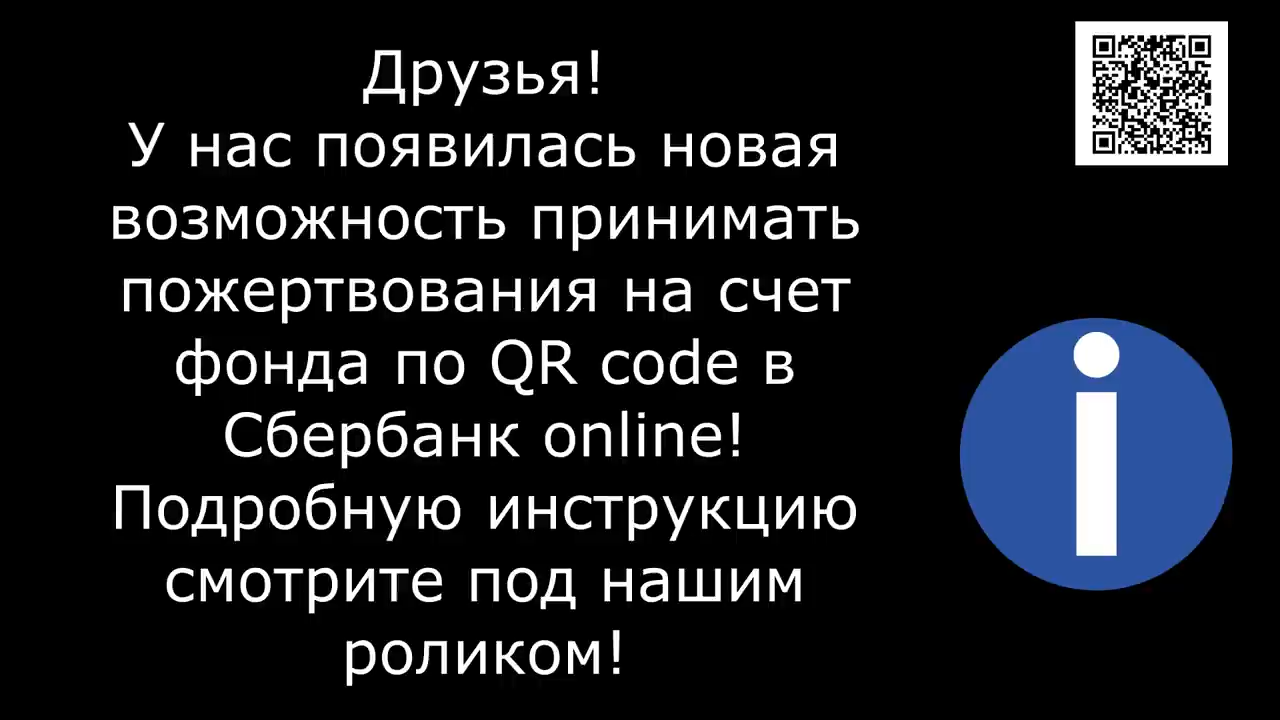 Друзья!
У нас появилась новая
возможность принимать
пожертвования на счет
фонда по QR code в
Сбербанк online!
Подробную инструкцию
смотрите под нашим
роликом!